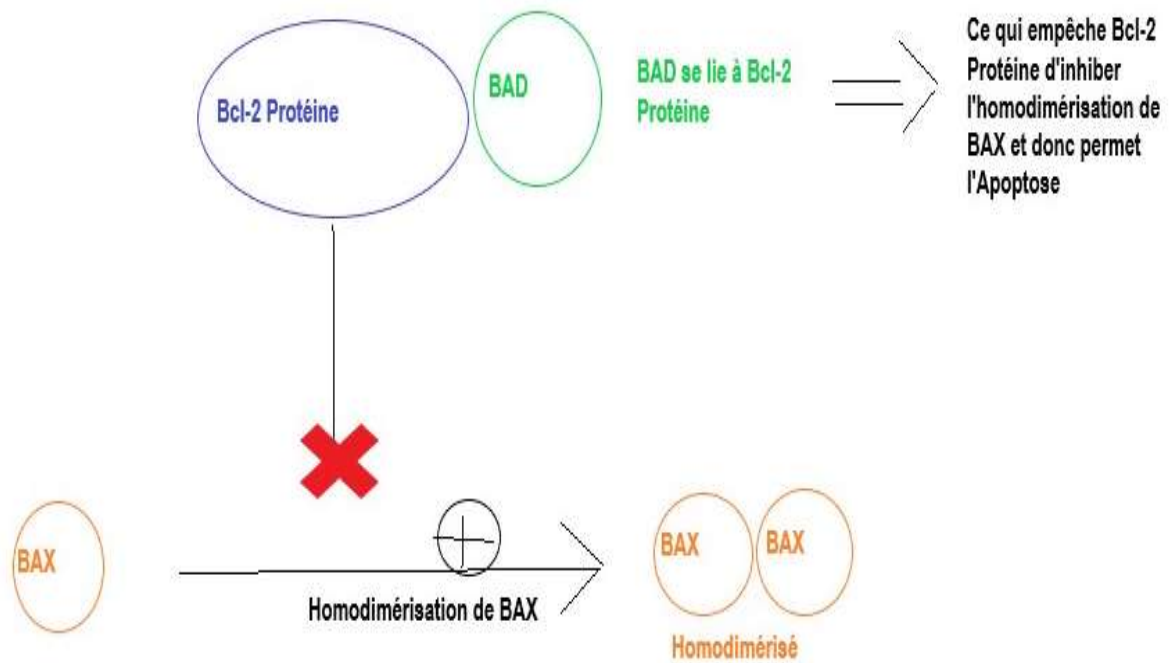 Bcl-2 Protéine
BAD
BAD se lie à Bcl-2
Protéine
Ce qui empêche Bcl-2
Protéine d'inhiber
l'homodimérisation de
BAX et donc permet
l'Apoptose
BAX
Homodimérisation de BAX
BAX
BAX
Homodimérisé